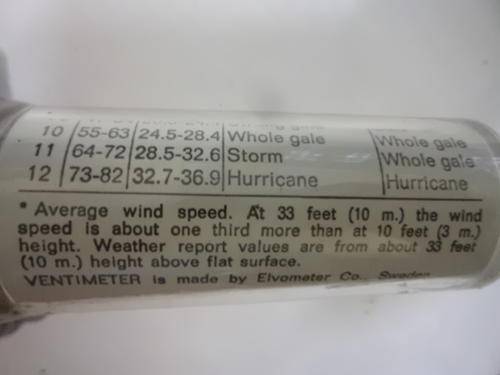 10 55-63 24.5-28.4 Whole gale Whole gale
11 64-72 28.5-32.6 Storm Whole gale
12 73-82 32.7-36.9 Hurricane Hurricane
* Average wind speed. At 33 feet (10 m.) the wind
speed is about one third more than at 10 feet (3 m.)
height. Weather report values are from about 33 feet
(10 m.) height above flat surface.
VENTIMETER is made by Elvometer Co., Sweden